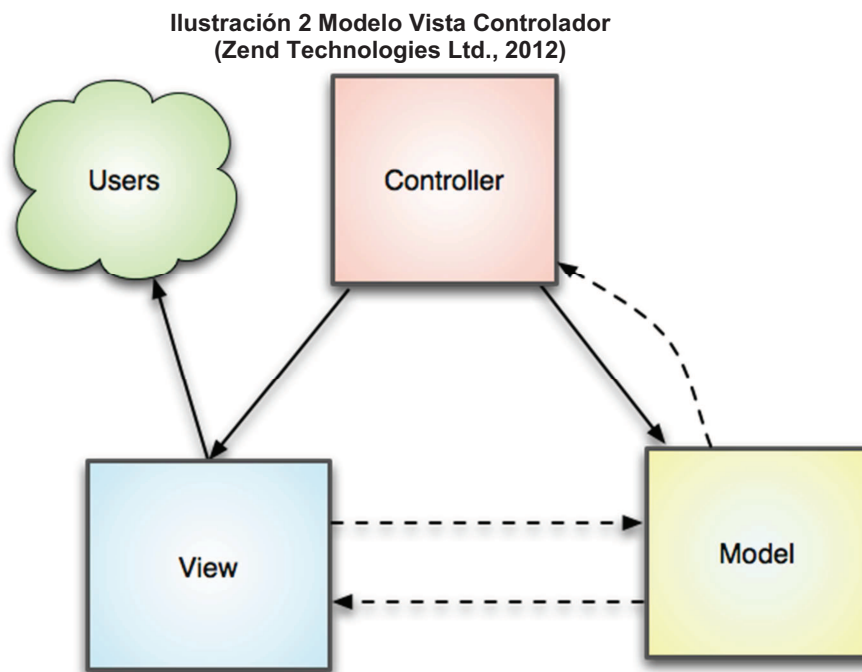 Ilustración 2 Modelo Vista Controlador
(Zend Technologies Ltd., 2012)
Users
Controller
View
Model